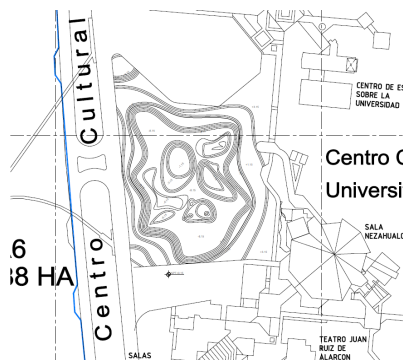 CENTRO DE ES
SOBRE LA
UNIVERSIDAD
Centro Cultural
Centro C
Universi
SALA
NEZAHUALC
.6
38 HA
SALAS
TEATRO JUAN
RUIZ DE
ALARCON